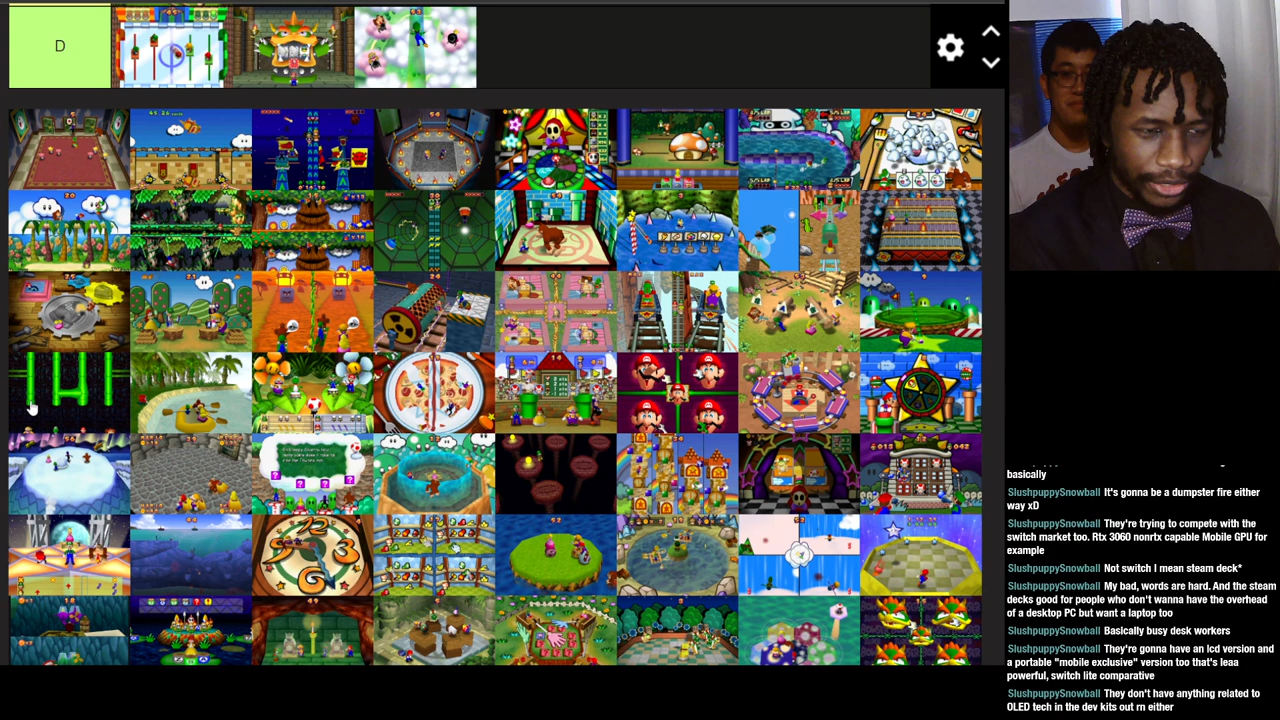 D
basically
SlushpuppySnowball It's gonna be a dumpster fire either
way xD
SlushpuppySnowball They're trying to compete with the
switch market too. Rtx 3060 nonrtx capable Mobile GPU for
example
SlushpuppySnowball Not switch I mean steam deck*
SlushpuppySnowball My bad, words are hard. And the steam
decks good for people who don't wanna have the overhead
of a desktop PC but want a laptop too
SlushpuppySnowball Basically busy desk workers
SlushpuppySnowball They're gonna have an lcd version and
a portable "mobile exclusive" version too that's leaa
powerful, switch lite comparative
SlushpuppySnowball They don't have anything related to
OLED tech in the dev kits out rn either